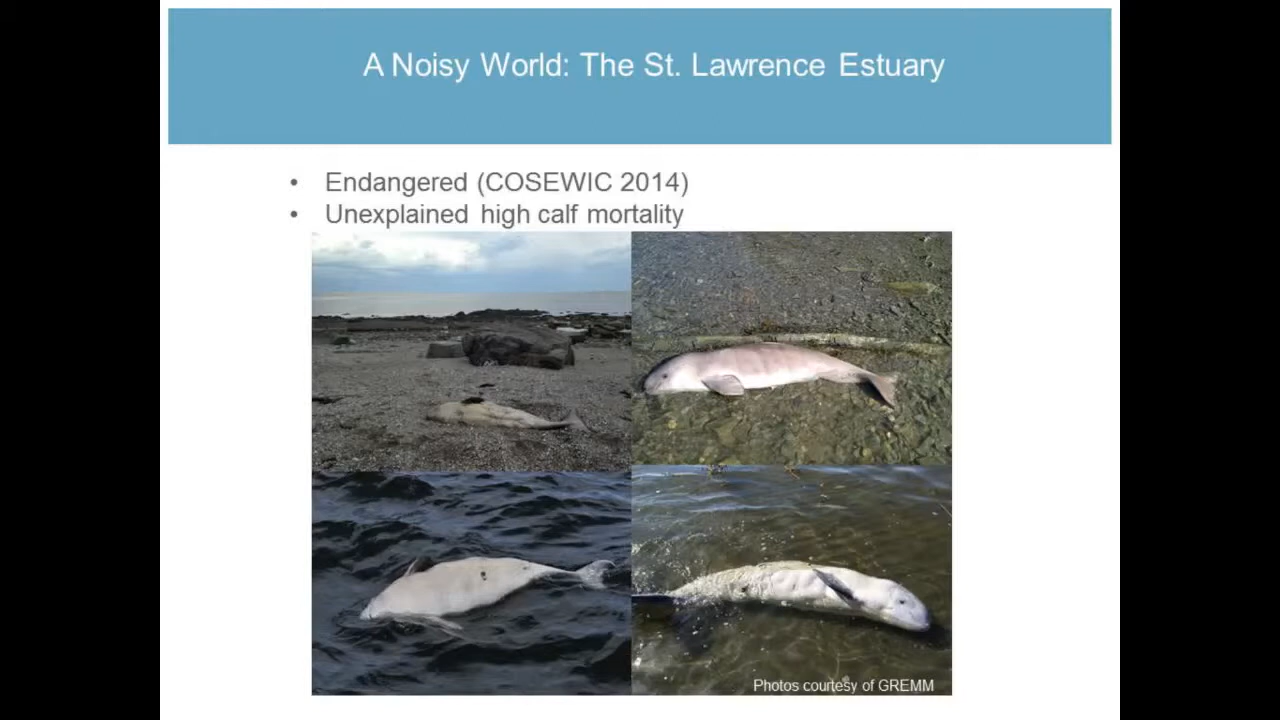 A Noisy World: The St. Lawrence Estuary
• Endangered (COSEWIC 2014)
• Unexplained high calf mortality
Photos courtesy of GREMM